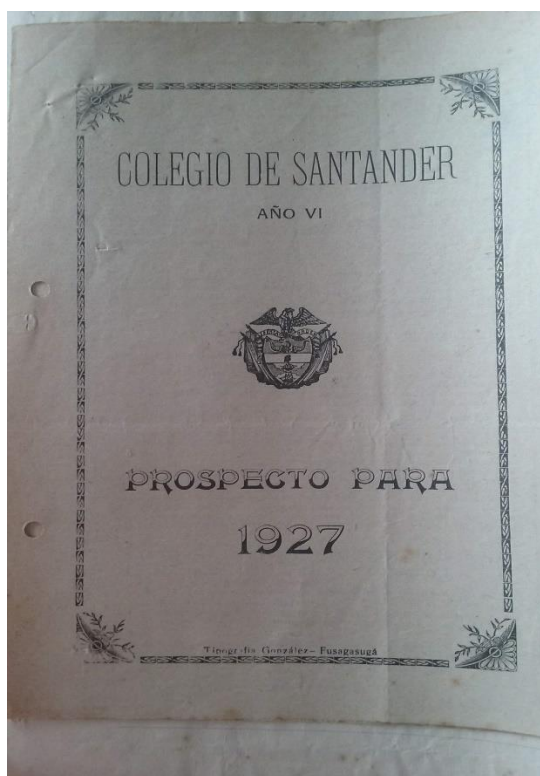 COLEGIO DE SANTANDER
AÑO VI
PROSPECTO PARA
1927
Tipografía González– Fusagasugá